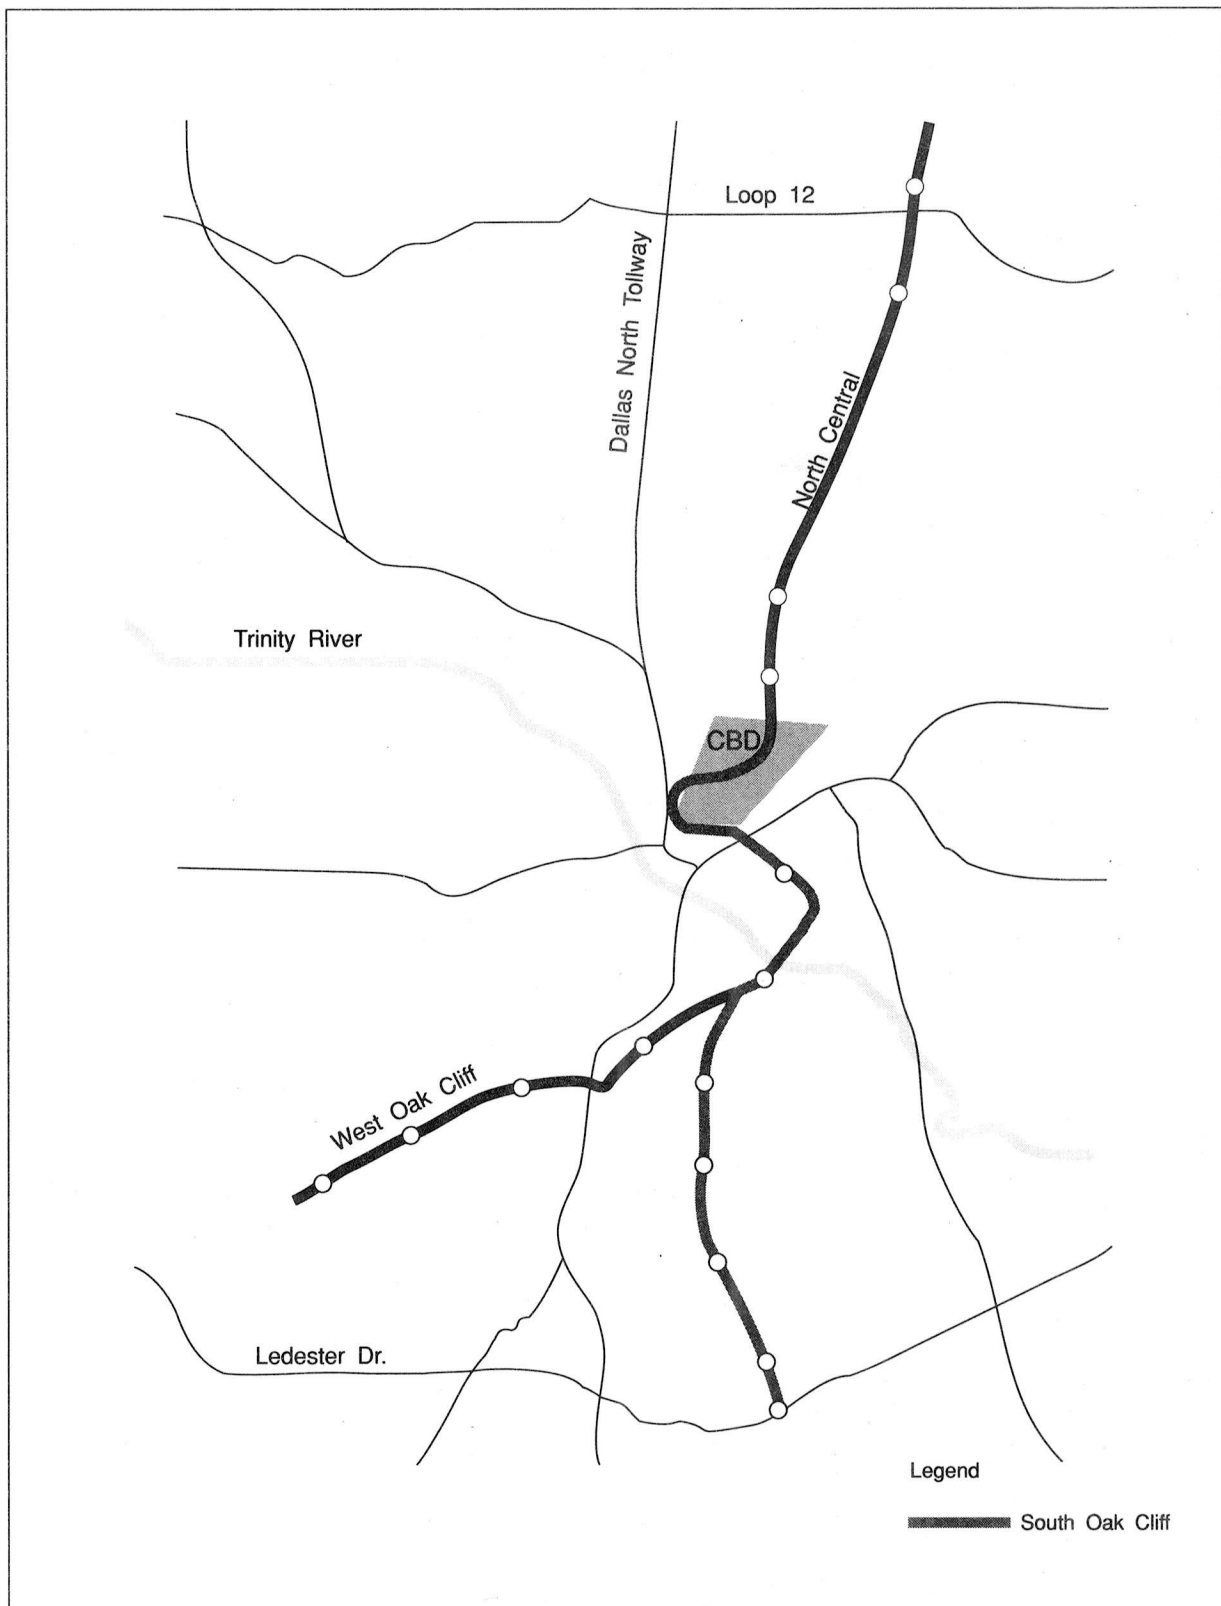 Loop 12
Dallas North Tollway
North Central
Trinity River
CBD
West Oak Cliff
Ledester Dr.
Legend
South Oak Cliff